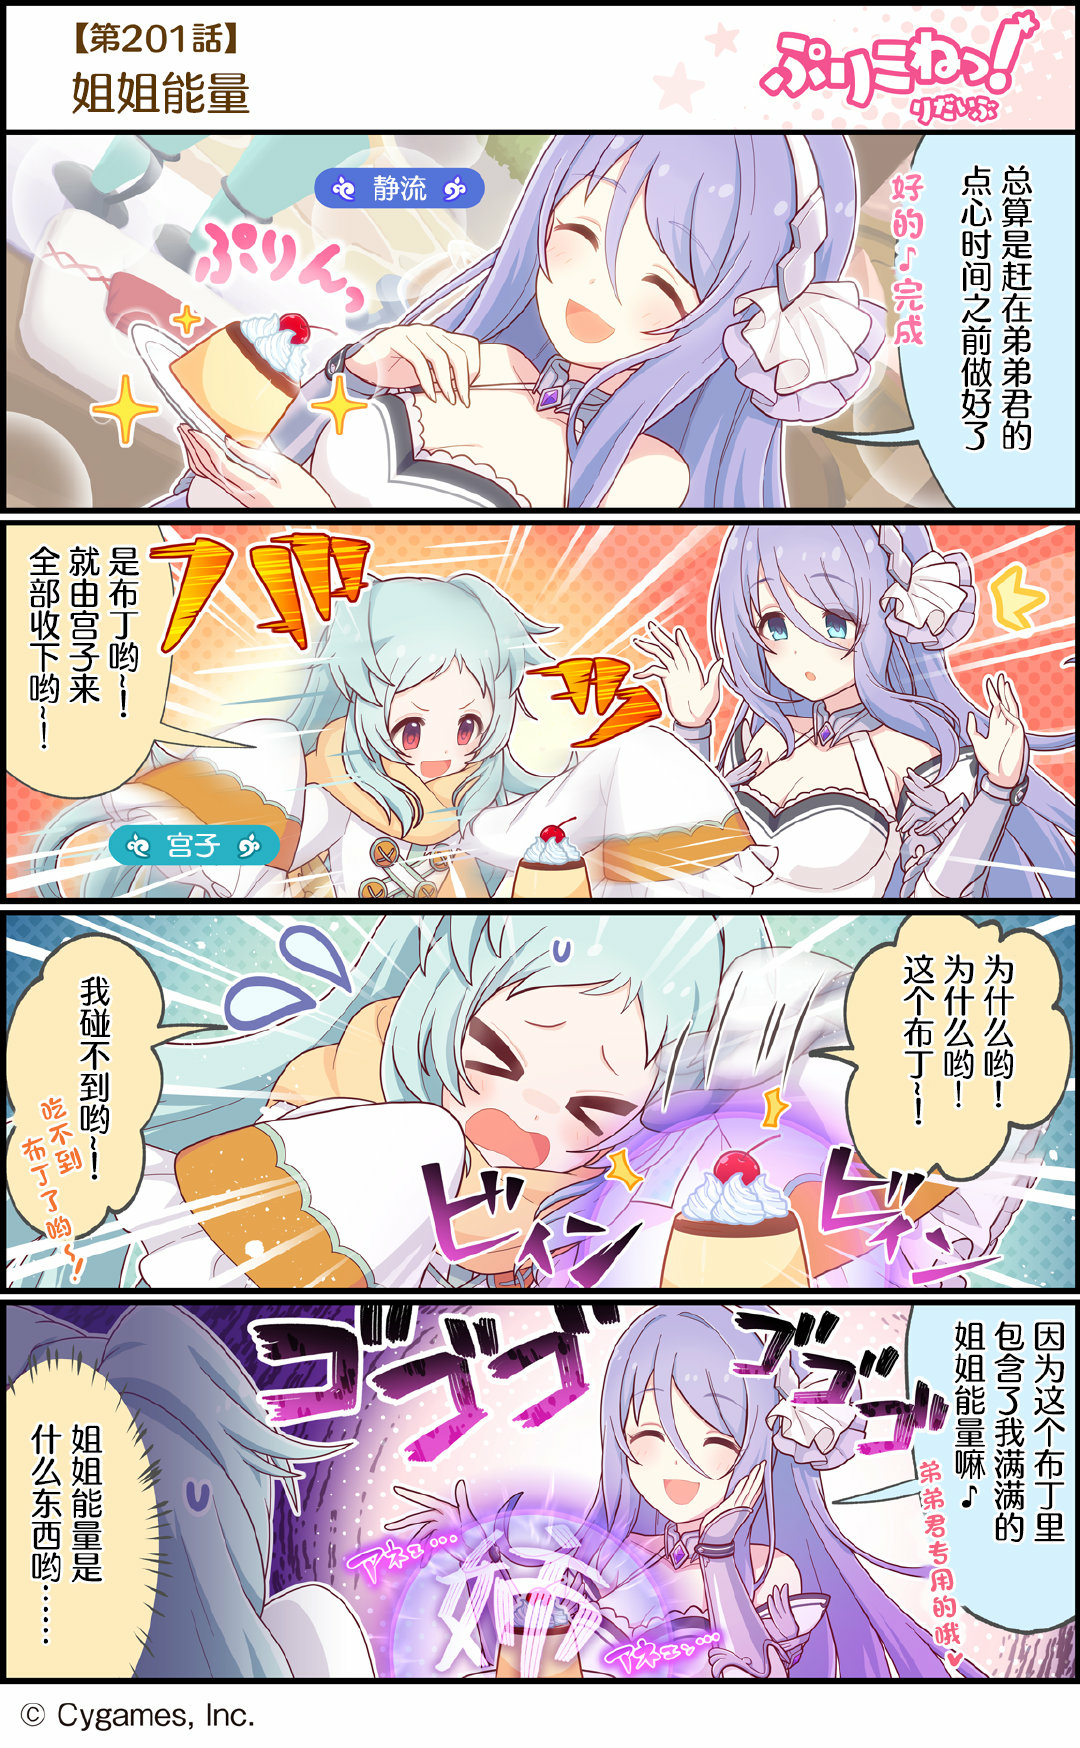 【第201話】
姐姐能量
ぷりこねっ!
りだいぶ
总算是赶在弟弟君的
点心时间之前做好了
好的♪完成
静流
ぷりんっ
是布丁哟~!
就由宫子来
全部收下哟~!
宫子
为什么哟!
为什么哟!
这个布丁~!
我碰不到哟~!
吃不到
布丁了哟~!
ビィン
ビィン
因为这个布丁里
包含了我满满的
姐姐能量嘛♪
弟弟君专用的哦
ゴゴゴ
ゴゴゴ
アネェ…
姉
アネェ…
姐姐能量是
什么东西哟……
© Cygames, Inc.